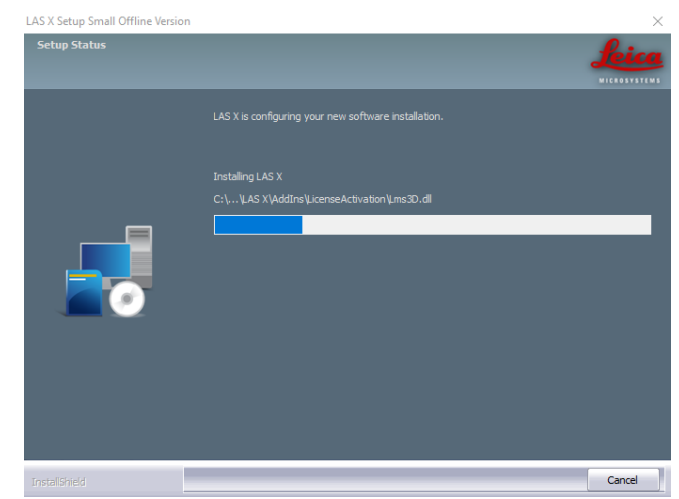 LAS X Setup Small Offline Version
Setup Status
Leica
MICROSYSTEMS
LAS X is configuring your new software installation.
Installing LAS X
C:\...\LAS X\AddIns\LicenseActivation\Lms3D.dll
InstallShield
Cancel